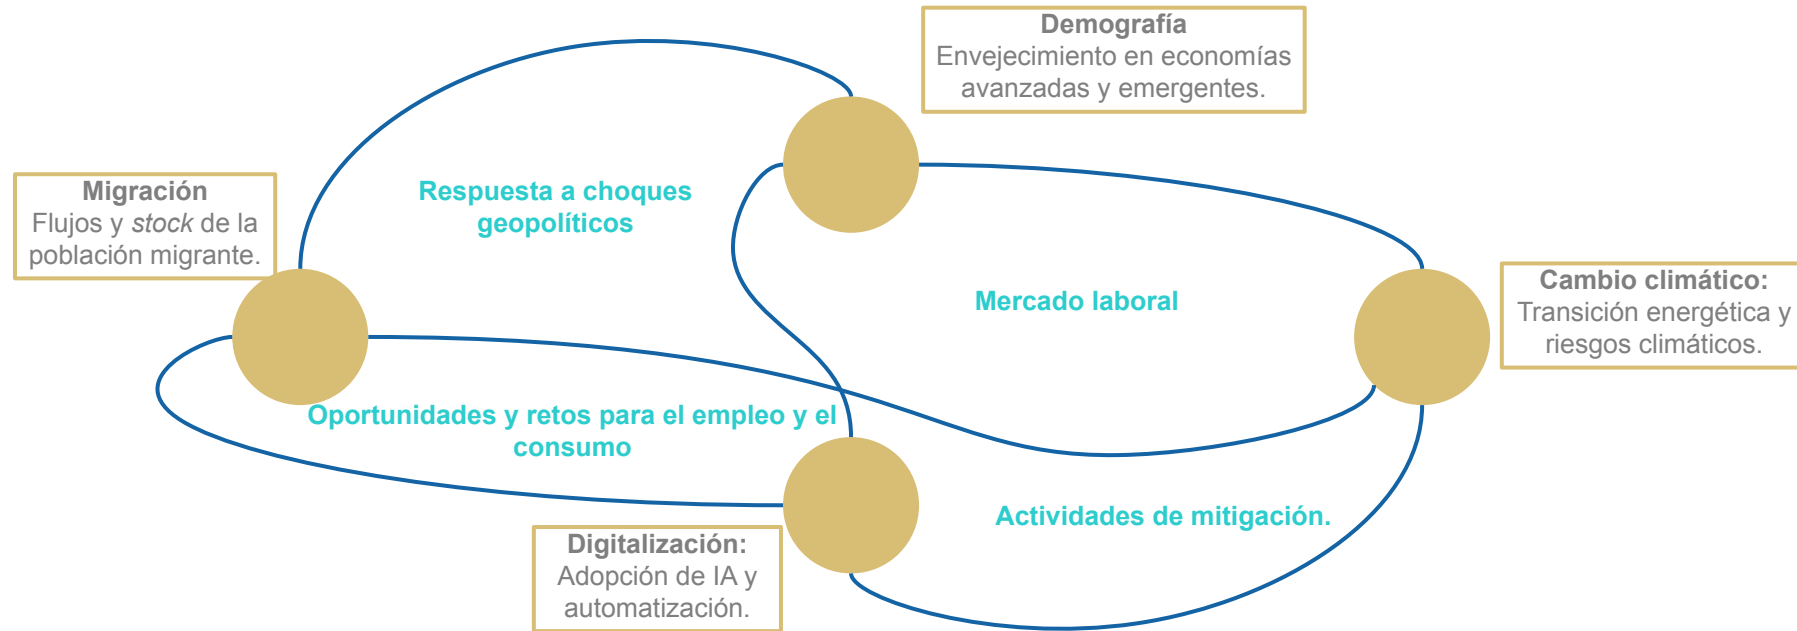 Demografía
Envejecimiento en economías
avanzadas y emergentes.
Migración
Flujos y stock de la
población migrante.
Respuesta a choques
geopolíticos
Mercado laboral
Cambio climático:
Transición energética y
riesgos climáticos.
Oportunidades y retos para el empleo y el
consumo
Actividades de mitigación.
Digitalización:
Adopción de IA y
automatización.